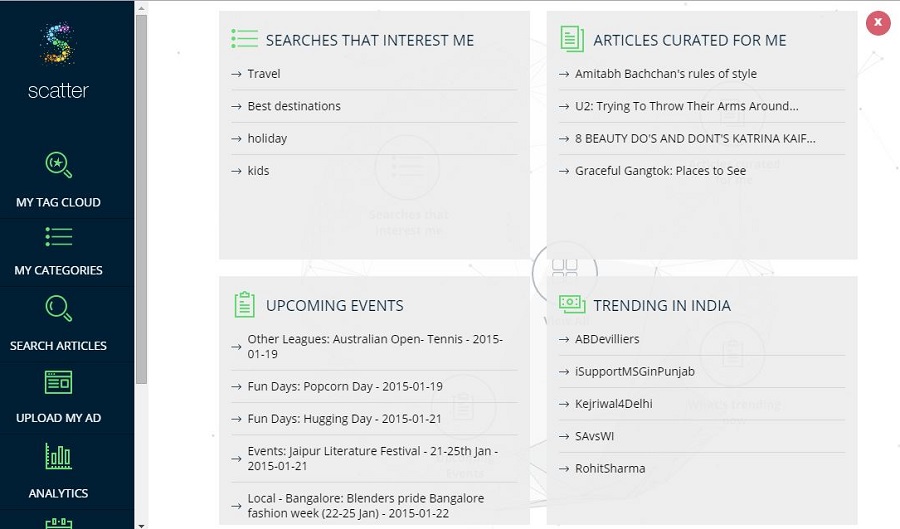 scatter
MY TAG CLOUD
MY CATEGORIES
SEARCH ARTICLES
UPLOAD MY AD
ANALYTICS
x
SEARCHES THAT INTEREST ME
→ Travel
→ Best destinations
→ holiday
→ kids
Searches that
interest me
ARTICLES CURATED FOR ME
→ Amitabh Bachchan's rules of style
→ U2: Trying To Throw Their Arms Around...
→ 8 BEAUTY DO'S AND DONT'S KATRINA KAIF...
→ Graceful Gangtok: Places to See
UPCOMING EVENTS
→ Other Leagues: Australian Open- Tennis - 2015-
01-19
→ Fun Days: Popcorn Day - 2015-01-19
→ Fun Days: Hugging Day - 2015-01-21
→ Events: Jaipur Literature Festival - 21-25th Jan -
2015-01-21
Events
→ Local - Bangalore: Blenders pride Bangalore
fashion week (22-25 Jan) - 2015-01-22
TRENDING IN INDIA
→ ABDevilliers
→ iSupportMSGinPunjab
→ Kejriwal4Delhi
→ SAvsWI
→ RohitSharma